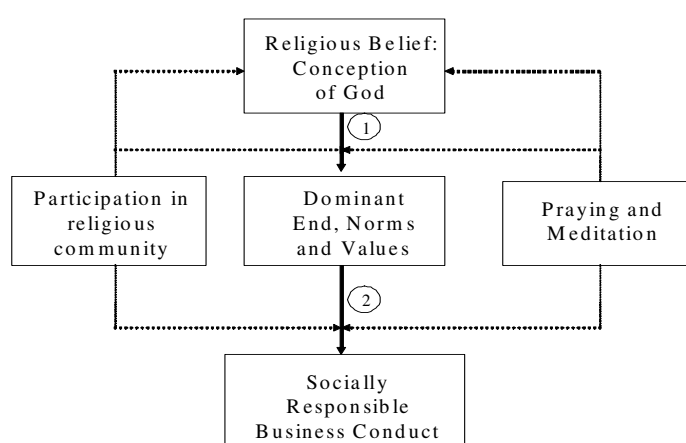 Religious Belief:
Conception
of God
1
Participation in
religious
community
Dominant
End, Norms
and Values
Praying and
Meditation
2
Socially
Responsible
Business Conduct